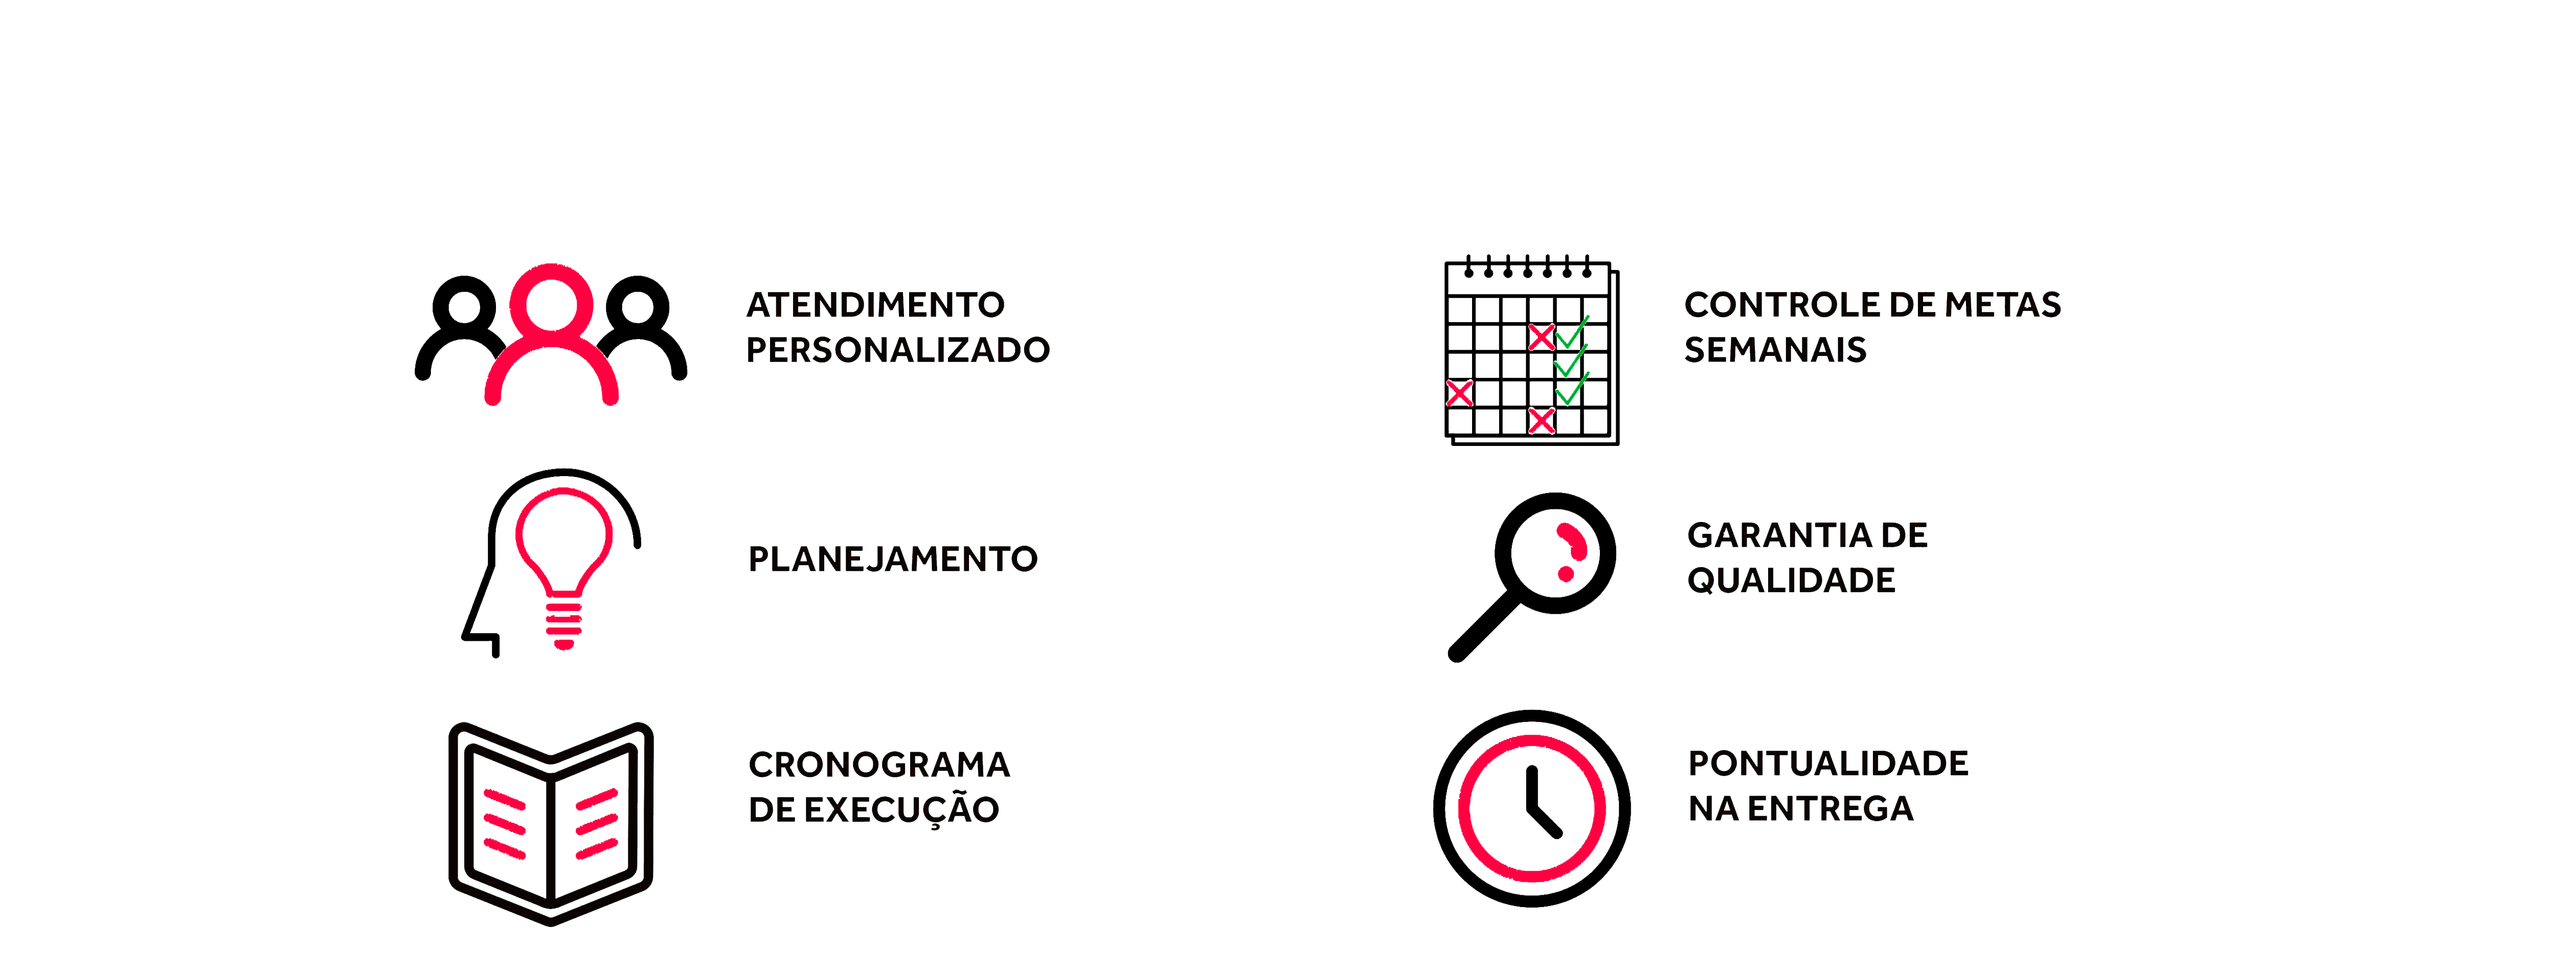 ATENDIMENTO
PERSONALIZADO
PLANEJAMENTO
CRONOGRAMA
DE EXECUÇÃO
CONTROLE DE METAS
SEMANAIS
GARANTIA DE
QUALIDADE
PONTUALIDADE
NA ENTREGA